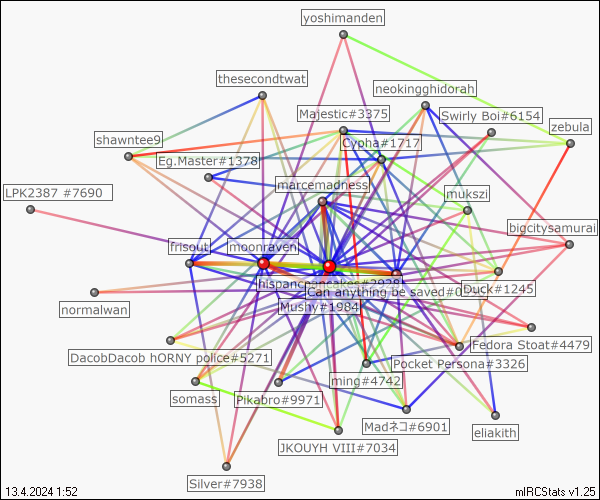 yoshimanden
thesecondtwat
neokingghidorah
Majestic#3375
Swirly Boi#6154
zebula
shawntee9
Cypha#1717
Eg.Master#1378
marcemadness
mukszi
LPK2387 #7690
bigcitysamurai
frisout
moonraven
hispancpancakes#2928
Can anything be saved#0
Duck#1245
normalwan
Mushy#1984
Fedora Stoat#4479
DacobDacob hORNY police#5271
Pocket Persona#3326
ming#4742
somass
Pikabro#9971
Madネコ#6901
eliakith
JKOUYH VIII#7034
Silver#7938
13.4.2024 1:52
mIRCStats v1.25